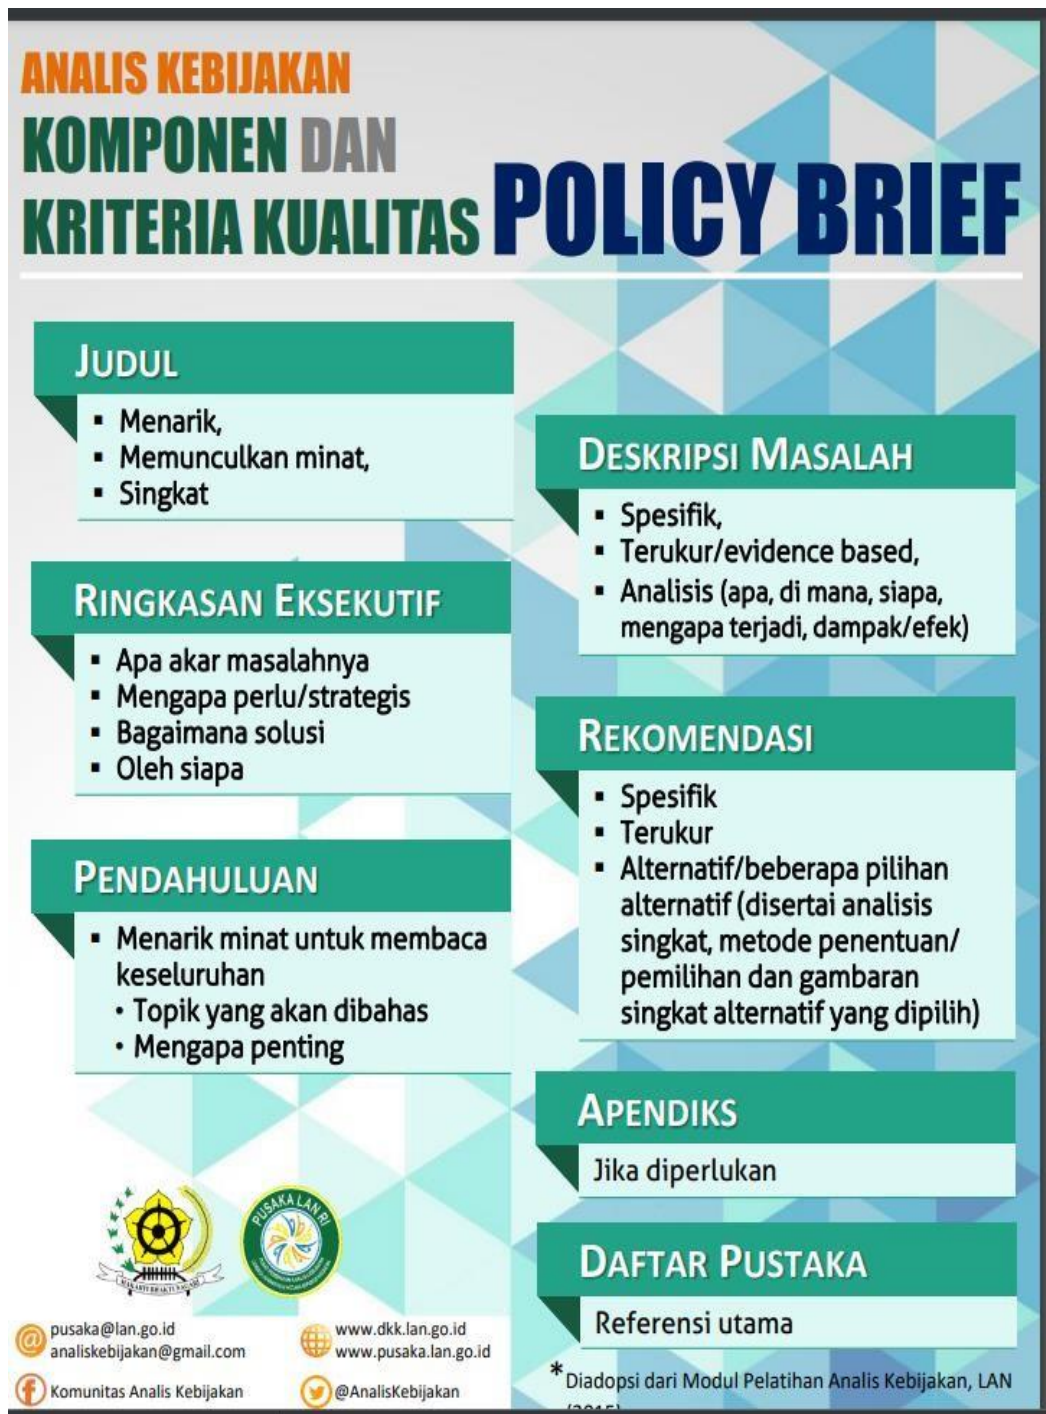 ANALIS KEBIJAKAN
KOMPONEN DAN
KRITERIA KUALITAS POLICY BRIEF
JUDUL
▪ Menarik,
▪ Memunculkan minat,
▪ Singkat
RINGKASAN EKSEKUTIF
▪ Apa akar masalahnya
▪ Mengapa perlu/strategis
▪ Bagaimana solusi
▪ Oleh siapa
PENDAHULUAN
▪ Menarik minat untuk membaca
keseluruhan
• Topik yang akan dibahas
• Mengapa penting
DESKRIPSI MASALAH
▪ Spesifik,
▪ Terukur/evidence based,
▪ Analisis (apa, di mana, siapa,
mengapa terjadi, dampak/efek)
REKOMENDASI
▪ Spesifik
▪ Terukur
▪ Alternatif/beberapa pilihan
alternatif (disertai analisis
singkat, metode penentuan/
pemilihan dan gambaran
singkat alternatif yang dipilih)
APENDIKS
Jika diperlukan
DAFTAR PUSTAKA
Referensi utama
PUSAKA LAN RI
pusaka@lan.go.id
analiskebijakan@gmail.com
www.dkk.lan.go.id
www.pusaka.lan.go.id
Komunitas Analis Kebijakan
@AnalisKebijakan
* Diadopsi dari Modul Pelatihan Analis Kebijakan, LAN